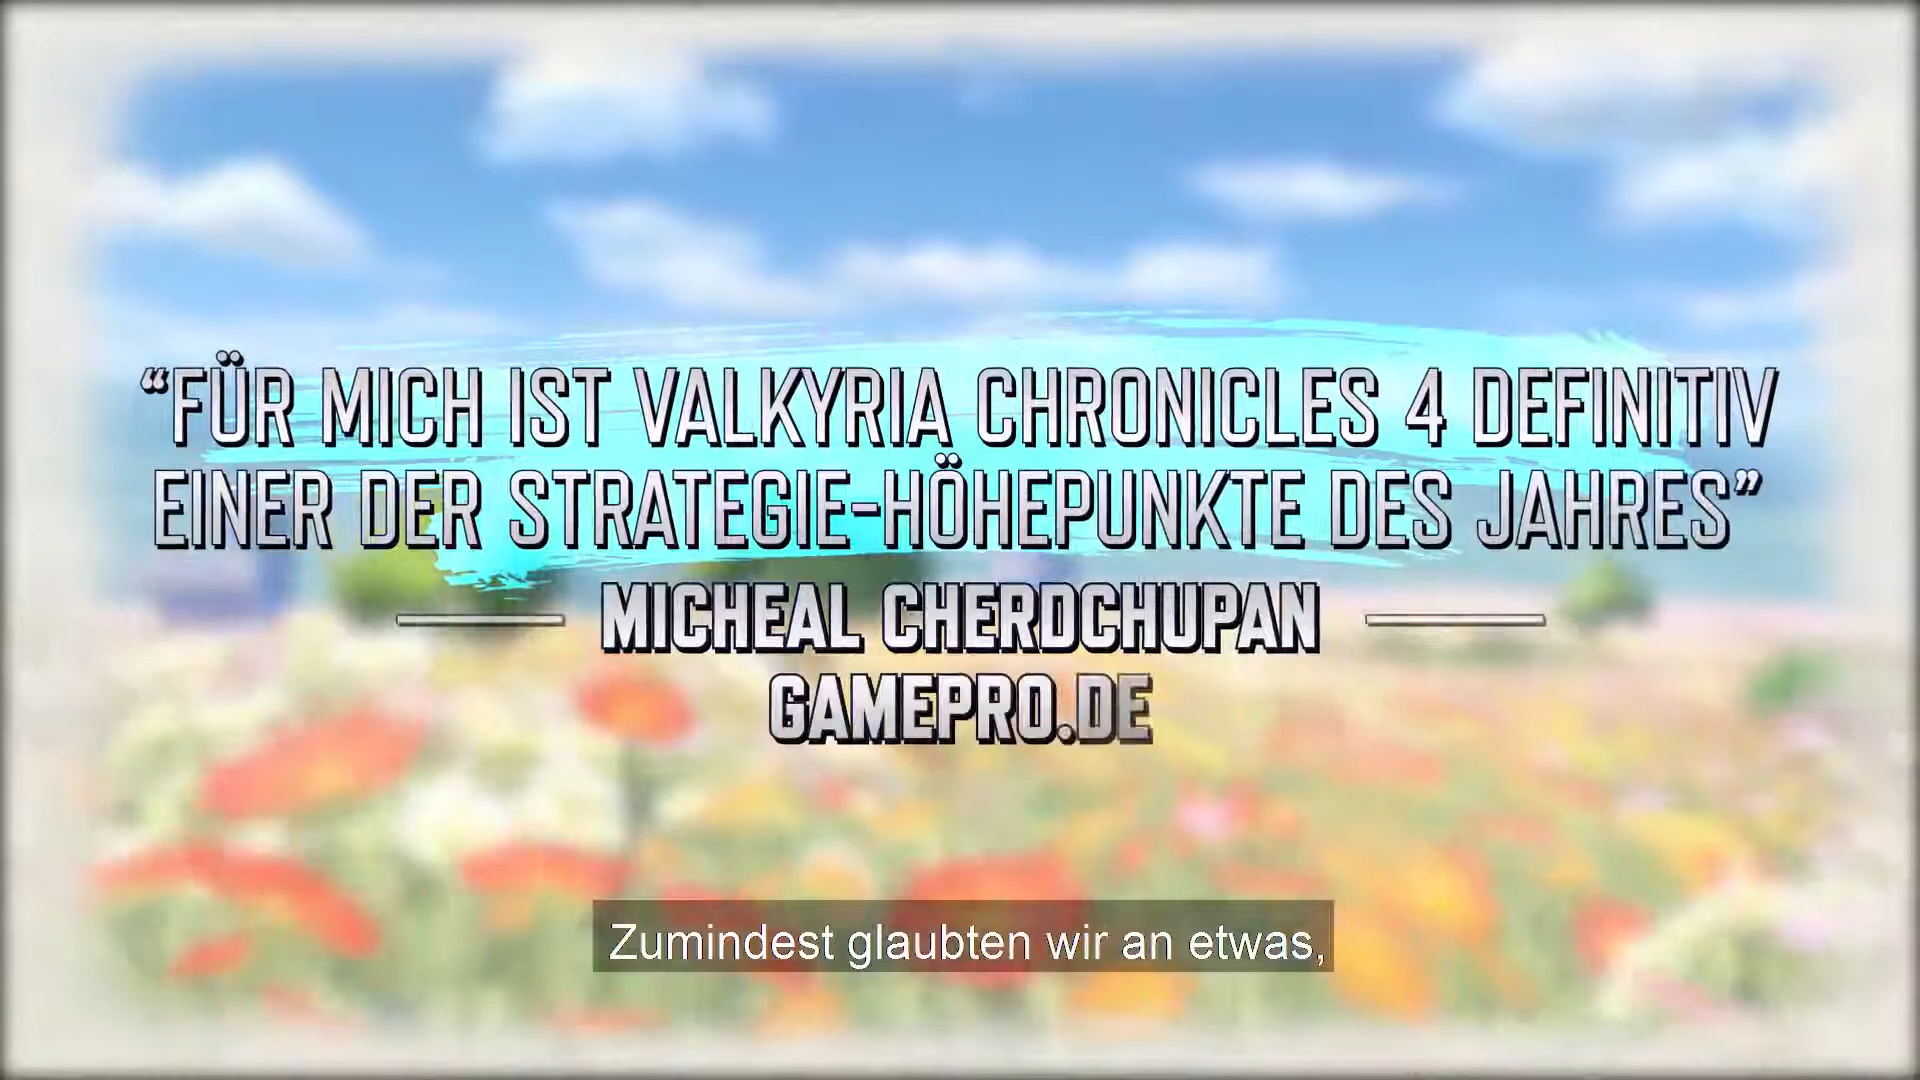 “FÜR MICH IST VALKYRIA CHRONICLES 4 DEFINITIV
EINER DER STRATEGIE-HÖHEPUNKTE DES JAHRES”
MICHEAL CHERDCHUPAN
GAMEPRO.DE
Zumindest glaubten wir an etwas,